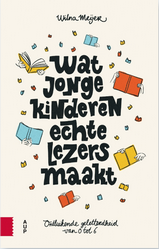 Wilna Meijer
Wat
jonge
kinderen
echte
lezers
maakt
Ontluikende geletterdheid
van 0 tot 6
AUP